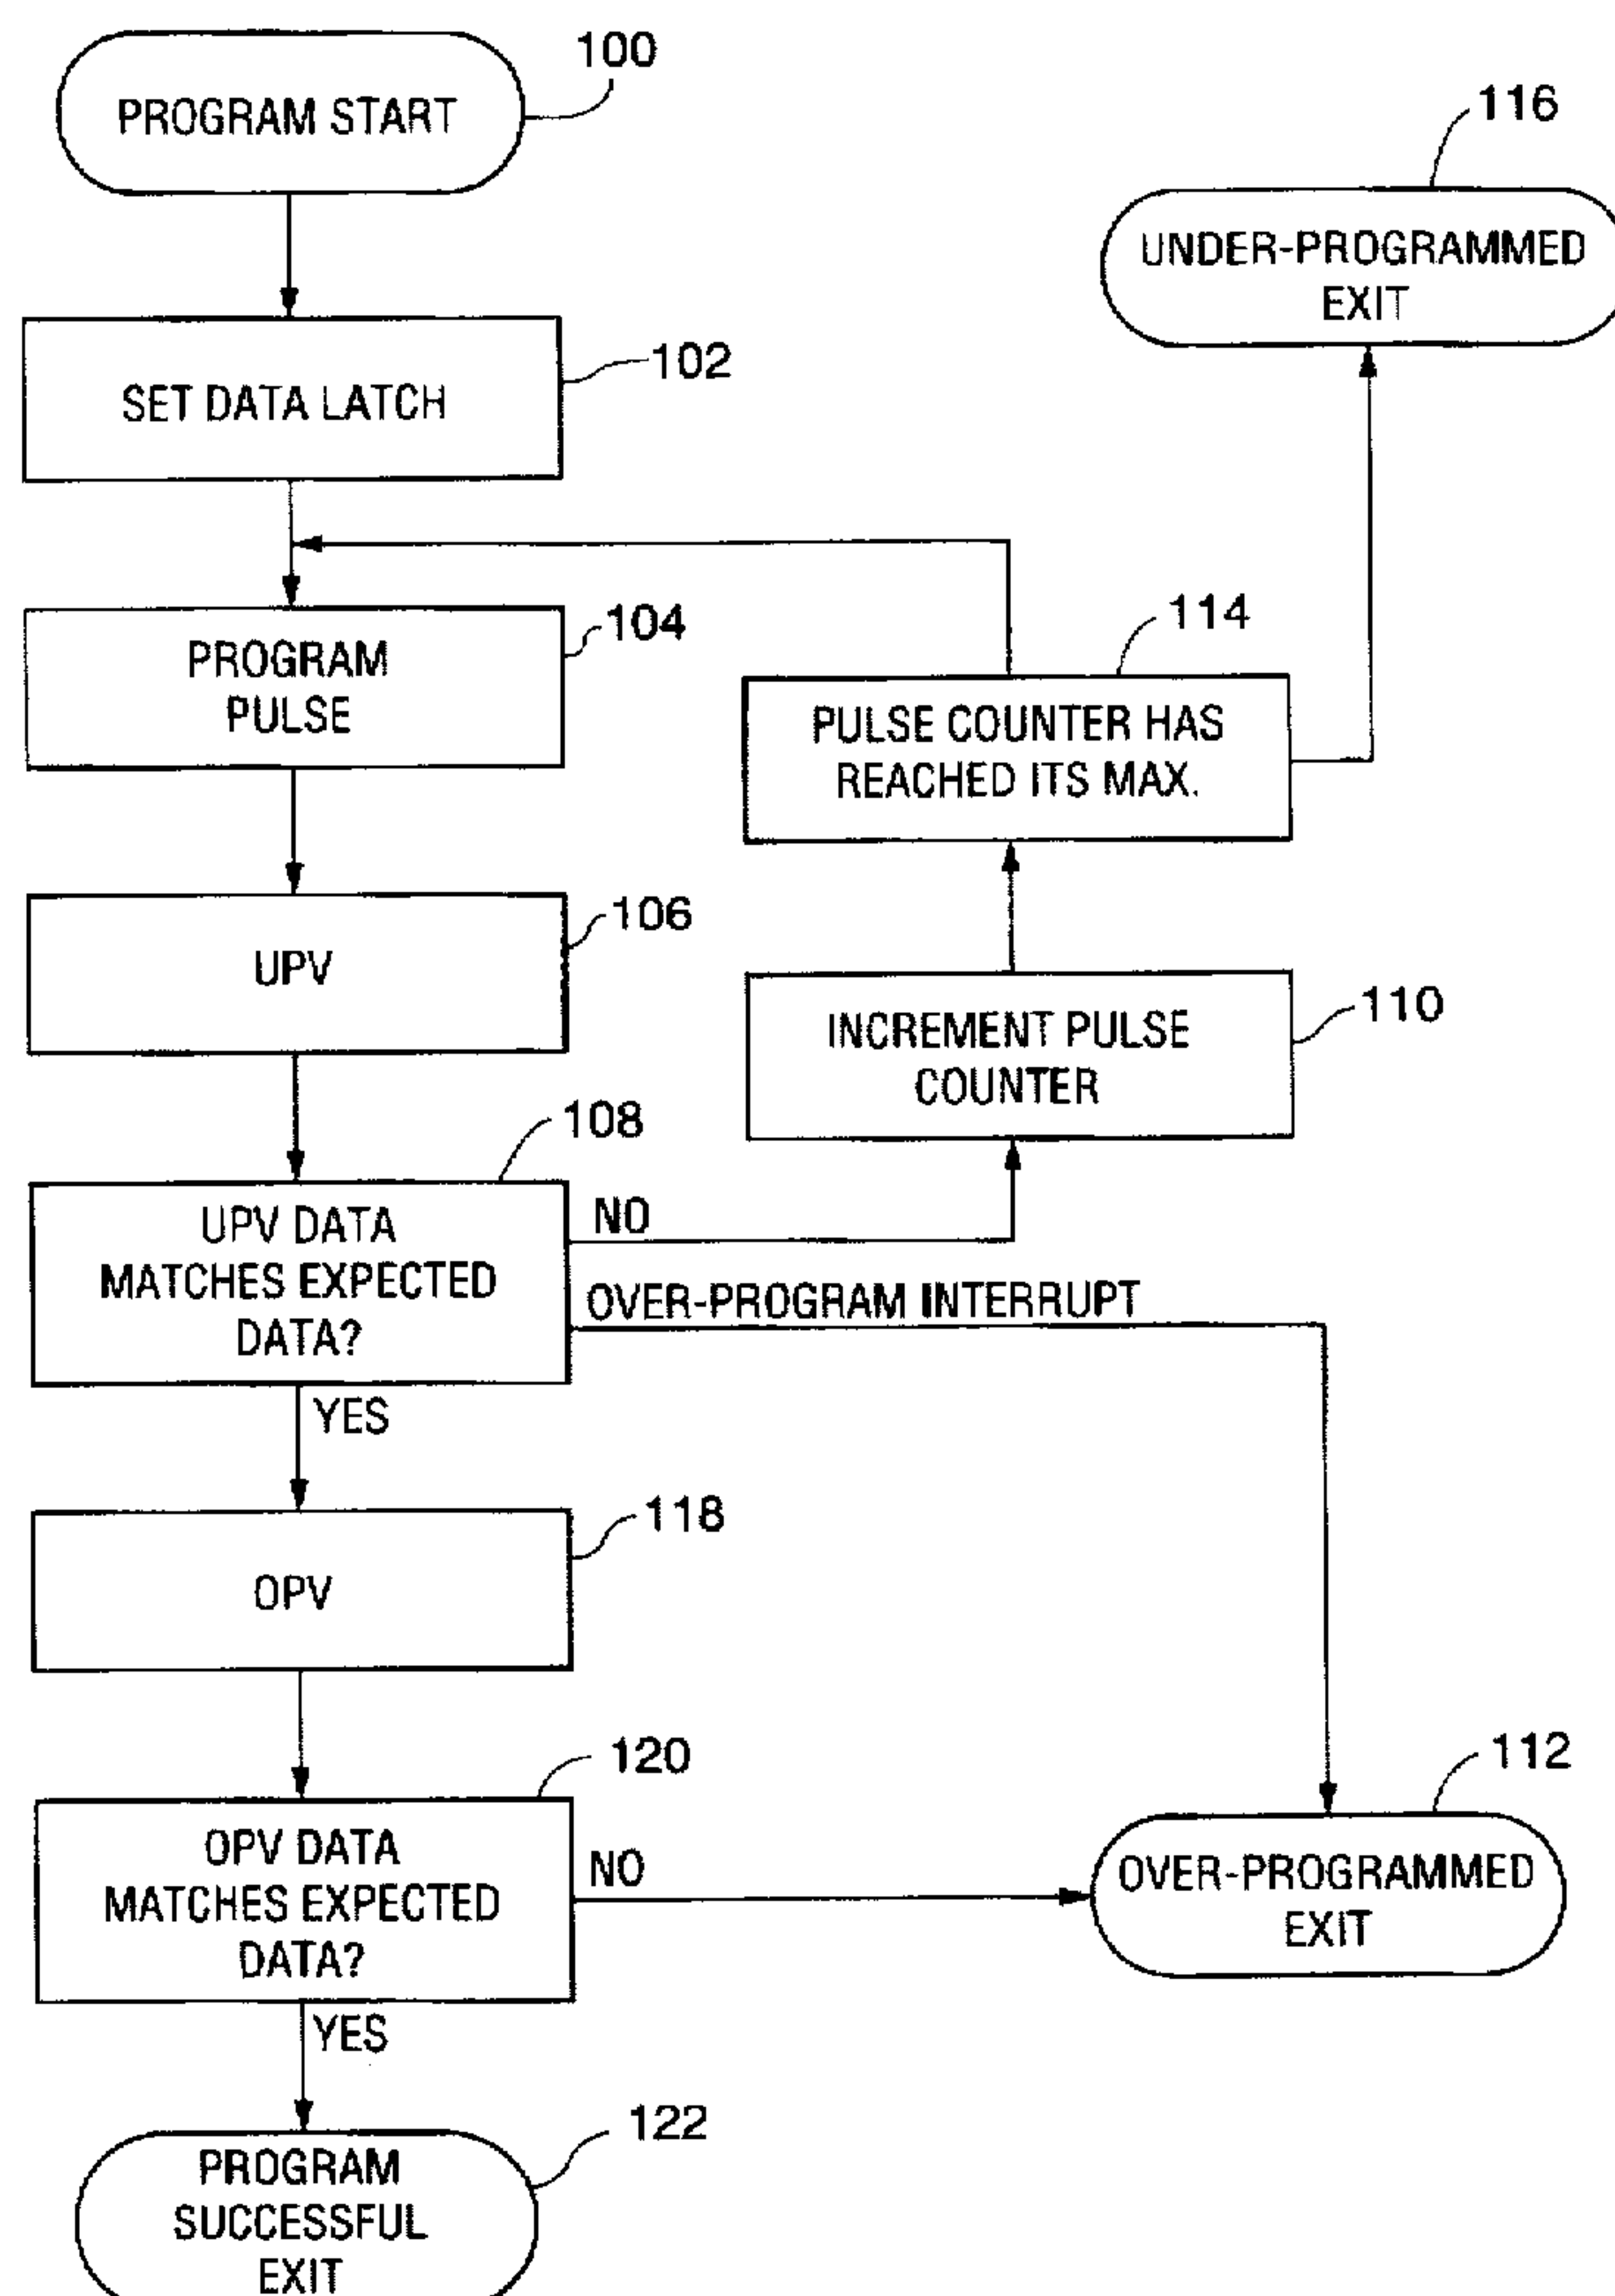 100
PROGRAM START
116
UNDER-PROGRAMMED
EXIT
102
SET DATA LATCH
104
PROGRAM
PULSE
114
PULSE COUNTER HAS
REACHED ITS MAX.
106
UPV
110
INCREMENT PULSE
COUNTER
108
UPV DATA
MATCHES EXPECTED
DATA?
NO
OVER-PROGRAM INTERRUPT
YES
118
OPV
120
OPV DATA
MATCHES EXPECTED
DATA?
NO
112
OVER-PROGRAMMED
EXIT
YES
122
PROGRAM
SUCCESSFUL
EXIT